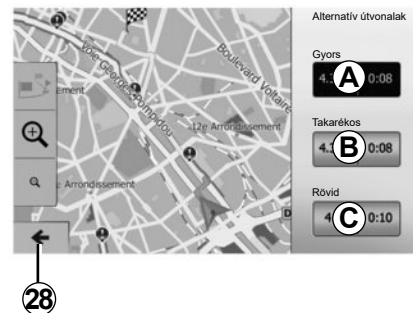 Alternatív útvonalak
Gyors
4. A 0:08
Takarékos
4. B 0:08
Rövid
4 C 0:10
Voie Georges Pompidou
Boulevard Voltaire
12e Arrondissement
ement
Arrondissement
D
28